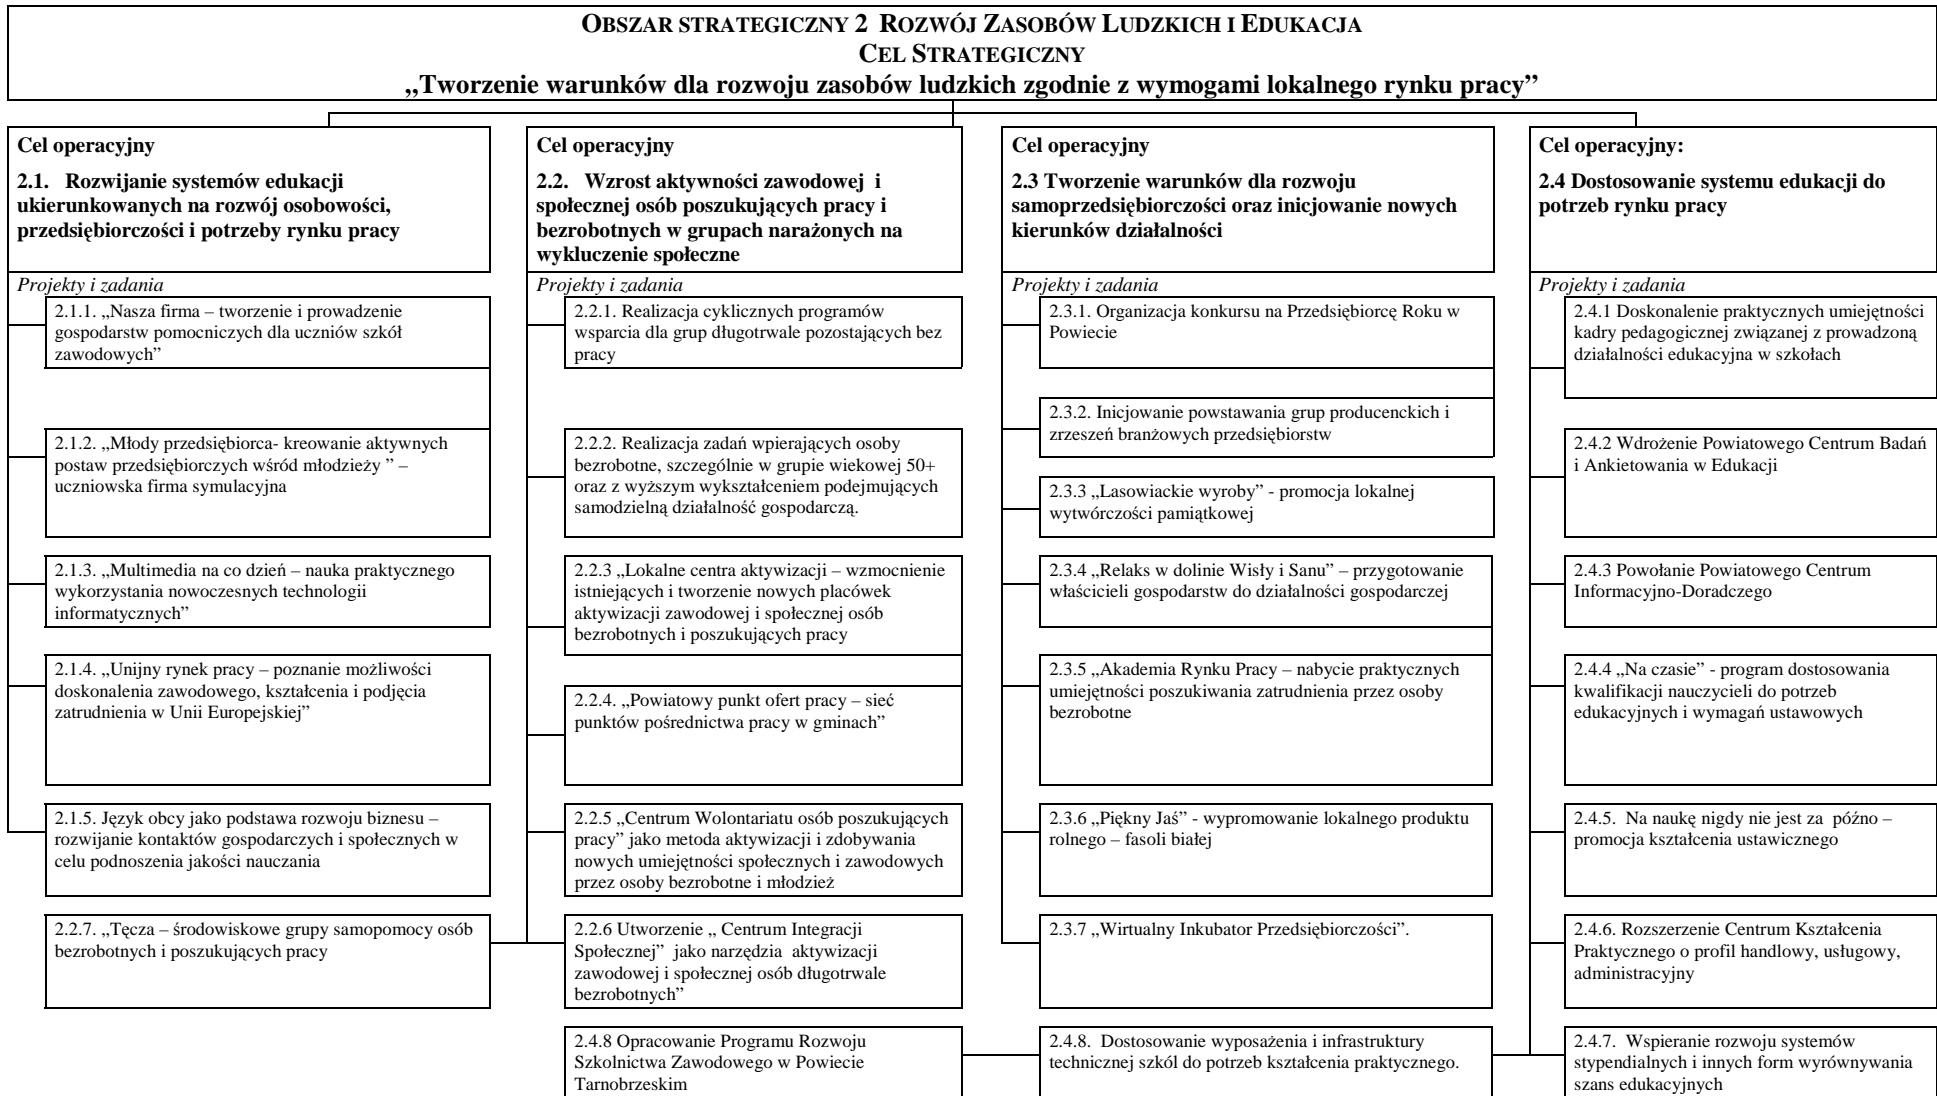 OBSZAR STRATEGICZNY 2 ROZWÓJ ZASOBÓW LUDZKICH I EDUKACJA
CEL STRATEGICZNY
„Tworzenie warunków dla rozwoju zasobów ludzkich zgodnie z wymogami lokalnego rynku pracy”
Cel operacyjny
2.1. Rozwijanie systemów edukacji
ukierunkowanych na rozwój osobowości,
przedsiębiorczości i potrzeby rynku pracy
Projekty i zadania
2.1.1. „Nasza firma – tworzenie i prowadzenie
gospodarstw pomocniczych dla uczniów szkół
zawodowych”
2.1.2. „Młody przedsiębiorca- kreowanie aktywnych
postaw przedsiębiorczych wśród młodzieży ” –
uczniowska firma symulacyjna
2.1.3. „Multimedia na co dzień – nauka praktycznego
wykorzystania nowoczesnych technologii
informatycznych”
2.1.4. „Unijny rynek pracy – poznanie możliwości
doskonalenia zawodowego, kształcenia i podjęcia
zatrudnienia w Unii Europejskiej”
2.1.5. Język obcy jako podstawa rozwoju biznesu –
rozwijanie kontaktów gospodarczych i społecznych w
celu podnoszenia jakości nauczania
2.2.7. „Tęcza – środowiskowe grupy samopomocy osób
bezrobotnych i poszukujących pracy
Cel operacyjny
2.2. Wzrost aktywności zawodowej i
społecznej osób poszukujących pracy i
bezrobotnych w grupach narażonych na
wykluczenie społeczne
Projekty i zadania
2.2.1. Realizacja cyklicznych programów
wsparcia dla grup długotrwale pozostających bez
pracy
2.2.2. Realizacja zadań wpierających osoby
bezrobotne, szczególnie w grupie wiekowej 50+
oraz z wyższym wykształceniem podejmujących
samodzielną działalność gospodarczą.
2.2.3 „Lokalne centra aktywizacji – wzmocnienie
istniejących i tworzenie nowych placówek
aktywizacji zawodowej i społecznej osób
bezrobotnych i poszukujących pracy
2.2.4. „Powiatowy punkt ofert pracy – sieć
punktów pośrednictwa pracy w gminach”
2.2.5 „Centrum Wolontariatu osób poszukujących
pracy” jako metoda aktywizacji i zdobywania
nowych umiejętności społecznych i zawodowych
przez osoby bezrobotne i młodzież
2.2.6 Utworzenie „ Centrum Integracji
Społecznej” jako narzędzia aktywizacji
zawodowej i społecznej osób długotrwale
bezrobotnych”
2.4.8 Opracowanie Programu Rozwoju
Szkolnictwa Zawodowego w Powiecie
Tarnobrzeskim
Cel operacyjny
2.3 Tworzenie warunków dla rozwoju
samoprzedsiębiorczości oraz inicjowanie nowych
kierunków działalności
Projekty i zadania
2.3.1. Organizacja konkursu na Przedsiębiorcę Roku w
Powiecie
2.3.2. Inicjowanie powstawania grup producenckich i
zrzeszeń branżowych przedsiębiorstw
2.3.3 „Lasowiackie wyroby” - promocja lokalnej
wytwórczości pamiątkowej
2.3.4 „Relaks w dolinie Wisły i Sanu” – przygotowanie
właścicieli gospodarstw do działalności gospodarczej
2.3.5 „Akademia Rynku Pracy – nabycie praktycznych
umiejętności poszukiwania zatrudnienia przez osoby
bezrobotne
2.3.6 „Piękny Jaś” - wypromowanie lokalnego produktu
rolnego – fasoli białej
2.3.7 „Wirtualny Inkubator Przedsiębiorczości”.
2.4.8. Dostosowanie wyposażenia i infrastruktury
technicznej szkól do potrzeb kształcenia praktycznego.
Cel operacyjny:
2.4 Dostosowanie systemu edukacji do
potrzeb rynku pracy
Projekty i zadania
2.4.1 Doskonalenie praktycznych umiejętności
kadry pedagogicznej związanej z prowadzoną
działalności edukacyjna w szkołach
2.4.2 Wdrożenie Powiatowego Centrum Badań
i Ankietowania w Edukacji
2.4.3 Powołanie Powiatowego Centrum
Informacyjno-Doradczego
2.4.4 „Na czasie” - program dostosowania
kwalifikacji nauczycieli do potrzeb
edukacyjnych i wymagań ustawowych
2.4.5. Na naukę nigdy nie jest za późno –
promocja kształcenia ustawicznego
2.4.6. Rozszerzenie Centrum Kształcenia
Praktycznego o profil handlowy, usługowy,
administracyjny
2.4.7. Wspieranie rozwoju systemów
stypendialnych i innych form wyrównywania
szans edukacyjnych